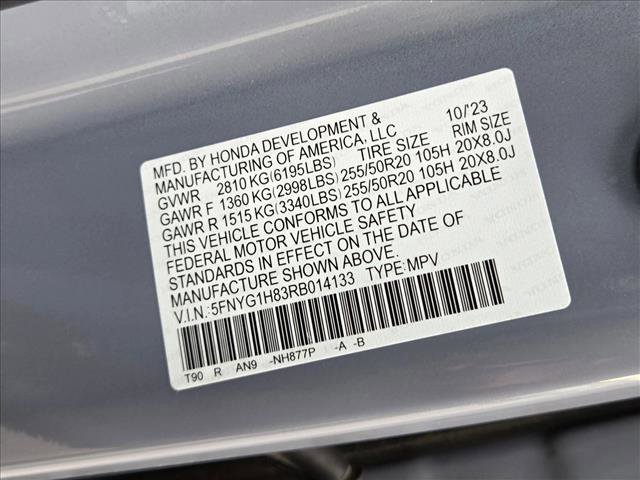 MFD. BY HONDA DEVELOPMENT & 10/'23
MANUFACTURING OF AMERICA, LLC
GVWR 2810 KG(6195LBS) TIRE SIZE RIM SIZE
GAWR F 1360 KG(2998LBS) 255/50R20 105H 20X8.0J
GAWR R 1515 KG(3340LBS) 255/50R20 105H 20X8.0J
THIS VEHICLE CONFORMS TO ALL APPLICABLE
FEDERAL MOTOR VEHICLE SAFETY
STANDARDS IN EFFECT ON THE DATE OF
MANUFACTURE SHOWN ABOVE.
V.I.N.:5FNYG1H83RB014133 TYPE:MPV
T90 R AN9 -NH877P -A -B